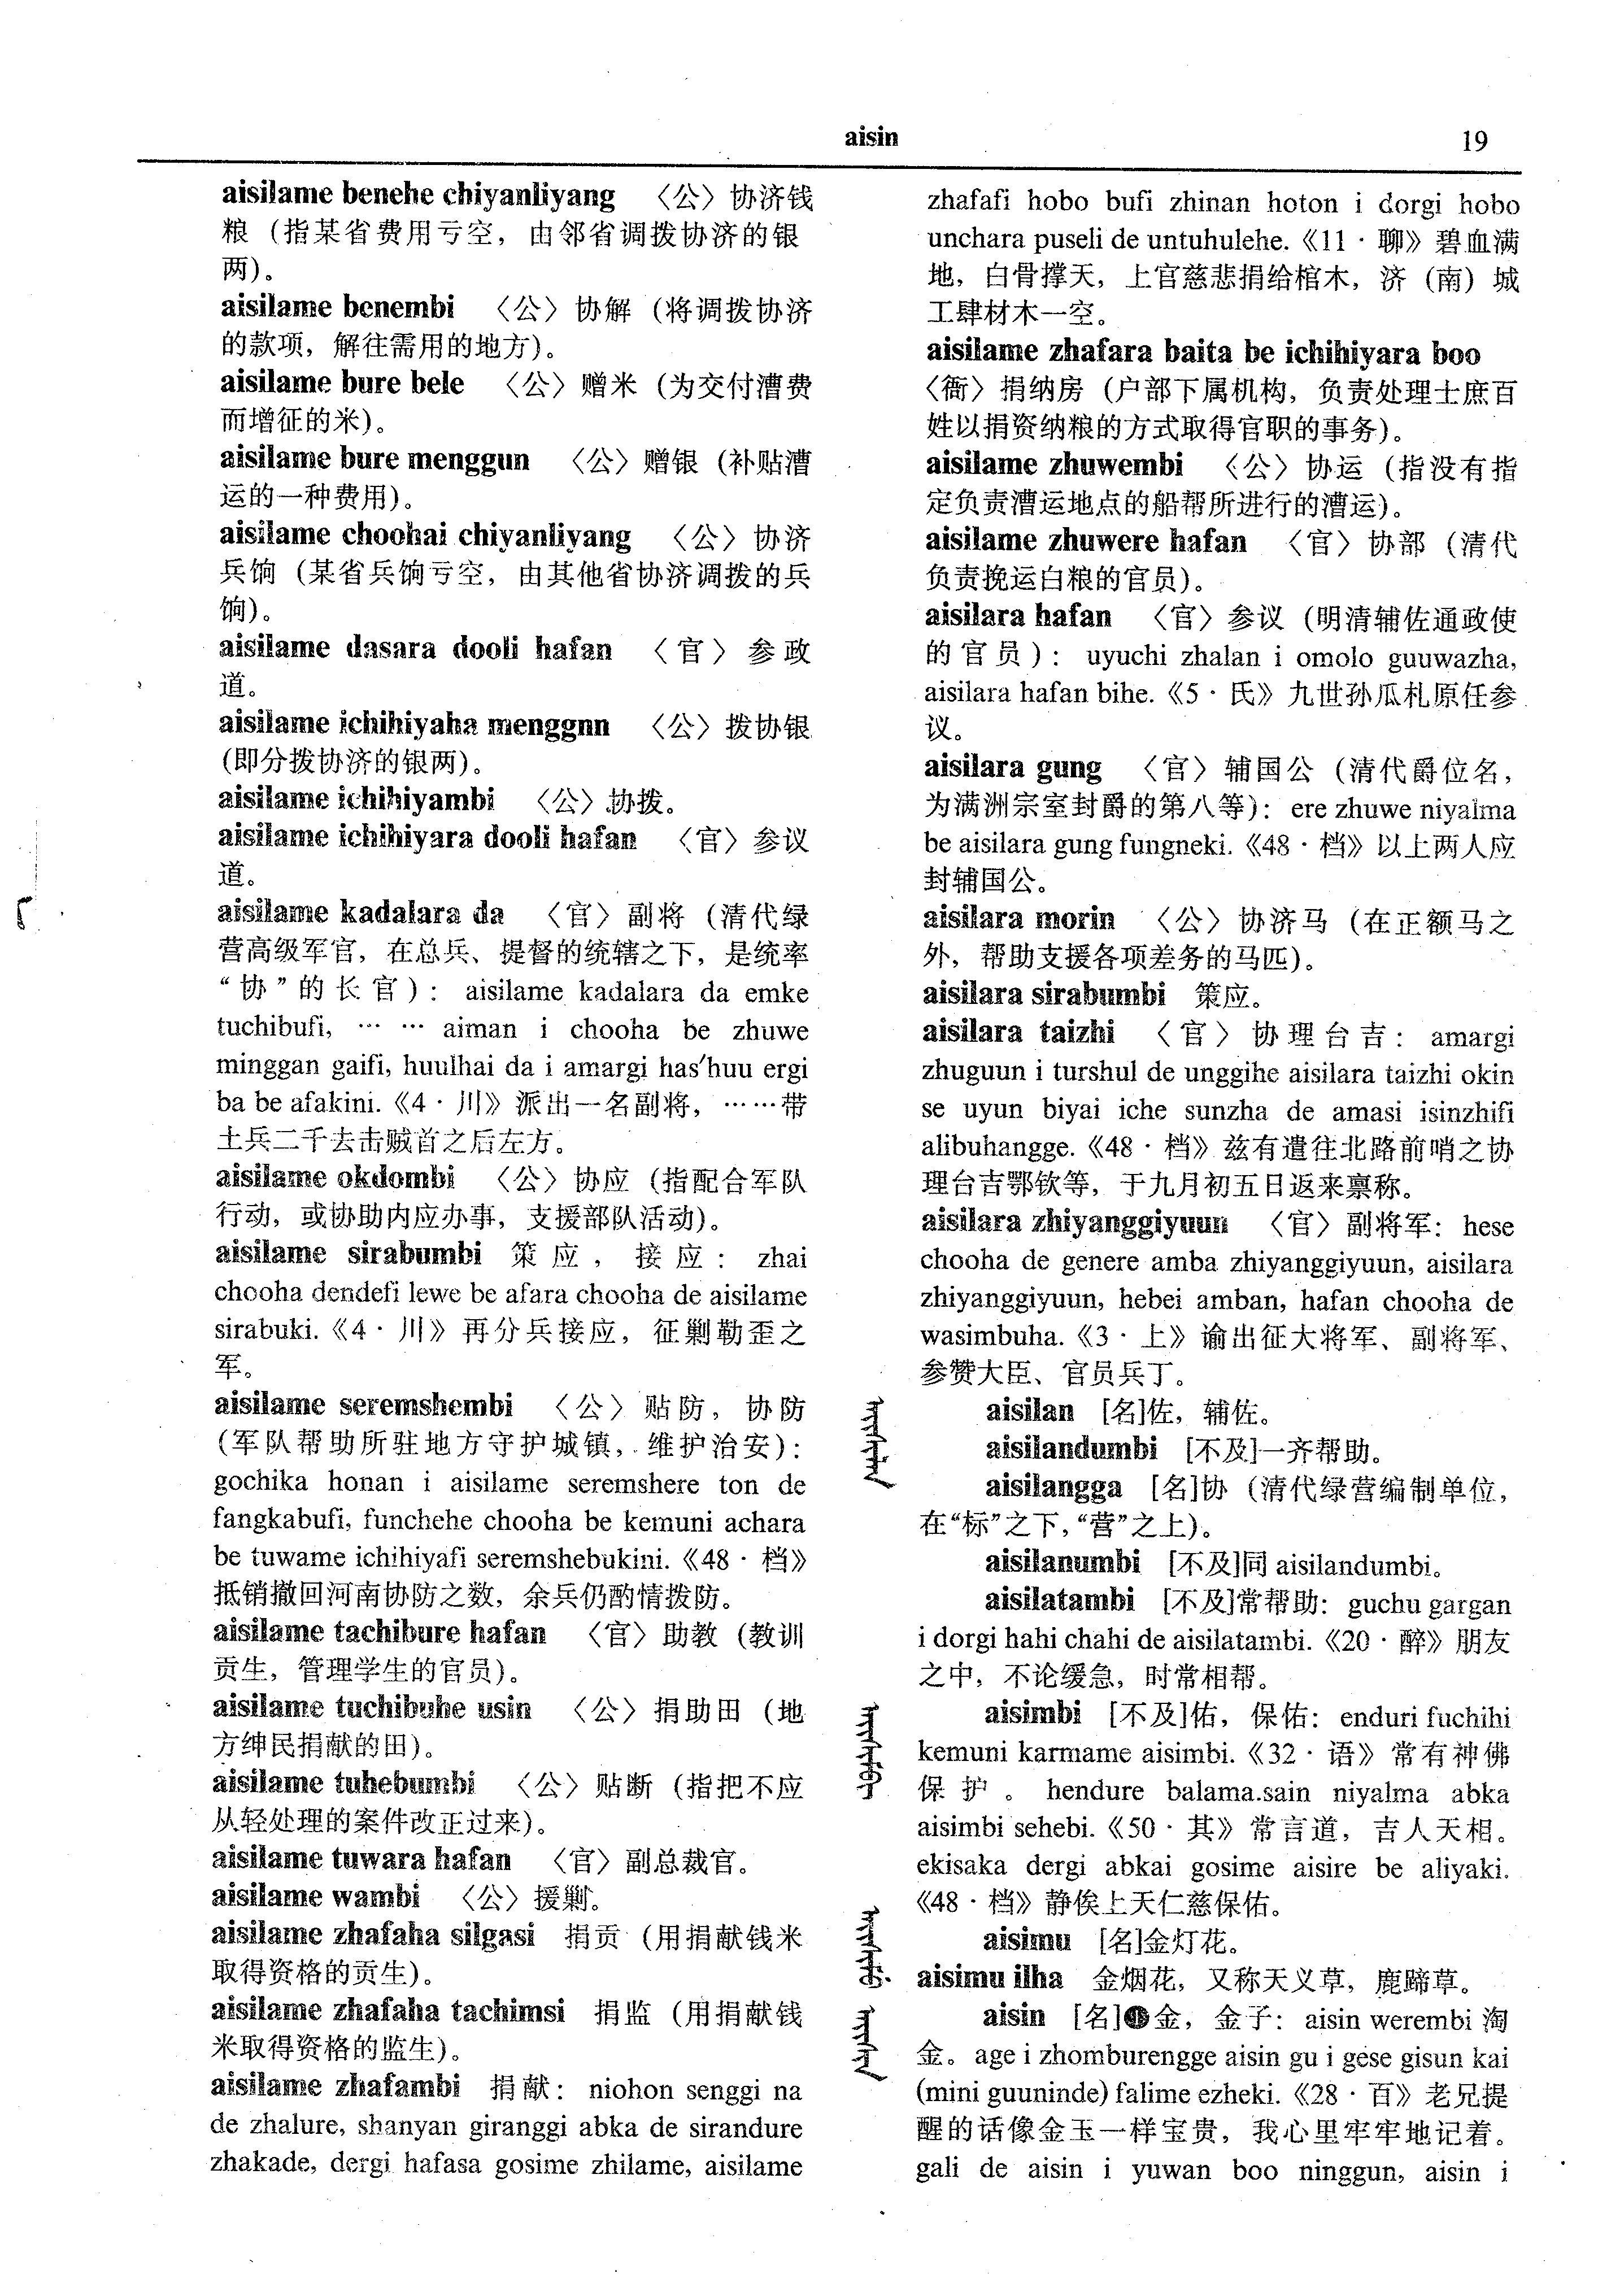 aisin
19
aisilame benehe chiyanliyang 〈公〉协济钱
粮（指某省费用亏空，由邻省调拨协济的银
两）。
aisilame benembi 〈公〉协解（将调拨协济
的款项，解往需用的地方）。
aisilame bure bele 〈公〉赠米（为交付漕费
而增征的米）。
aisilame bure menggun 〈公〉赠银（补贴漕
运的一种费用）。
aisilame choohai chiyanliyang 〈公〉协济
兵饷（某省兵饷亏空，由其他省协济调拨的兵
饷）。
aisilame dasara dooli hafan 〈官〉参政
道。
aisilame ichihiyaha menggnn 〈公〉拨协银
（即分拨协济的银两）。
aisilame ichihiyambi 〈公〉协拨。
aisilame ichihiyara dooli hafan 〈官〉参议
道。
aisilame kadalara da 〈官〉副将（清代绿
营高级军官，在总兵、提督的统辖之下，是统率
“协”的长官）：aisilame kadalara da emke
tuchibufi, …… aiman i chooha be zhuwe
minggan gaifi, huulhai da i amargi has'huu ergi
ba be afakini.《4·川》派出一名副将，……带
土兵二千去击贼首之后左方。
aisilame okdombi 〈公〉协应（指配合军队
行动，或协助内应办事，支援部队活动）。
aisilame sirabumbi 策应，接应：zhai
chooha dendefi lewe be afara chooha de aisilame
sirabuki.《4·川》再分兵接应，征剿勒歪之
军。
aisilame seremshembi 〈公〉贴防，协防
（军队帮助所驻地方守护城镇，维护治安）：
gochika honan i aisilame seremshere ton de
fangkabufi, funchehe chooha be kemuni achara
be tuwame ichihiyafi seremshebukini.《48·档》
抵销撤回河南协防之数，余兵仍酌情拨防。
aisilame tachibure hafan 〈官〉助教（教训
贡生，管理学生的官员）。
aisilame tuchibuhe usin 〈公〉捐助田（地
方绅民捐献的田）。
aisilame tuhebumbi 〈公〉贴断（指把不应
从轻处理的案件改正过来）。
aisilame tuwara hafan 〈官〉副总裁官。
aisilame wambi 〈公〉援剿。
aisilame zhafaha silgasi 捐贡（用捐献钱米
取得资格的贡生）。
aisilame zhafaha tachimsi 捐监（用捐献钱
米取得资格的监生）。
aisilame zhafambi 捐献：niohon senggi na
de zhalure, shanyan giranggi abka de sirandure
zhakade, dergi hafasa gosime zhilame, aisilame
zhafafi hobo bufi zhinan hoton i dorgi hobo
unchara puseli de untuhulehe.《11·聊》碧血满
地，白骨撑天，上官慈悲捐给棺木，济（南）城
工肆材木一空。
aisilame zhafara baita be ichihiyara boo
〈衙〉捐纳房（户部下属机构，负责处理士庶百
姓以捐资纳粮的方式取得官职的事务）。
aisilame zhuwembi 〈公〉协运（指没有指
定负责漕运地点的船帮所进行的漕运）。
aisilame zhuwere hafan 〈官〉协部（清代
负责挽运白粮的官员）。
aisilara hafan 〈官〉参议（明清辅佐通政使
的官员）：uyuchi zhalan i omolo guuwazha,
aisilara hafan bihe.《5·氏》九世孙瓜札原任参
议。
aisilara gung 〈官〉辅国公（清代爵位名，
为满洲宗室封爵的第八等）：ere zhuwe niyalma
be aisilara gung fungneki.《48·档》以上两人应
封辅国公。
aisilara morin 〈公〉协济马（在正额马之
外，帮助支援各项差务的马匹）。
aisilara sirabumbi 策应。
aisilara taizhi 〈官〉协理台吉：amargi
zhuguun i turshul de unggihe aisilara taizhi okin
se uyun biyai iche sunzha de amasi isinzhifi
alibuhangge.《48·档》兹有遣往北路前哨之协
理台吉鄂钦等，于九月初五日返来禀称。
aisilara zhiyanggiyuun 〈官〉副将军：hese
chooha de genere amba zhiyanggiyuun, aisilara
zhiyanggiyuun, hebei amban, hafan chooha de
wasimbuha.《3·上》谕出征大将军、副将军、
参赞大臣、官员兵丁。
ᠠᡳᠰᡳᠯᠠᠨ aisilan [名]佐，辅佐。
aisilandumbi [不及]一齐帮助。
aisilangga [名]协（清代绿营编制单位，
在“标”之下，“营”之上）。
aisilanumbi [不及]同 aisilandumbi。
aisilatambi [不及]常帮助：guchu gargan
i dorgi hahi chahi de aisilatambi.《20·醉》朋友
之中，不论缓急，时常相帮。
ᠠᡳᠰᡳᠮᠪᡳ aisimbi [不及]佑，保佑：enduri fuchihi
kemuni karmame aisimbi.《32·语》常有神佛
保护。hendure balama.sain niyalma abka
aisimbi sehebi.《50·其》常言道，吉人天相。
ekisaka dergi abkai gosime aisire be aliyaki.
《48·档》静俟上天仁慈保佑。
ᠠᡳᠰᡳᠮᡠ aisimu [名]金灯花。
aisimu ilha 金烟花，又称天义草，鹿蹄草。
ᠠᡳᠰᡳᠨ aisin [名]❶金，金子：aisin werembi 淘
金。age i zhomburengge aisin gu i gese gisun kai
(mini guuninde) falime ezheki.《28·百》老兄提
醒的话像金玉一样宝贵，我心里牢牢地记着。
gali de aisin i yuwan boo ninggun, aisin i